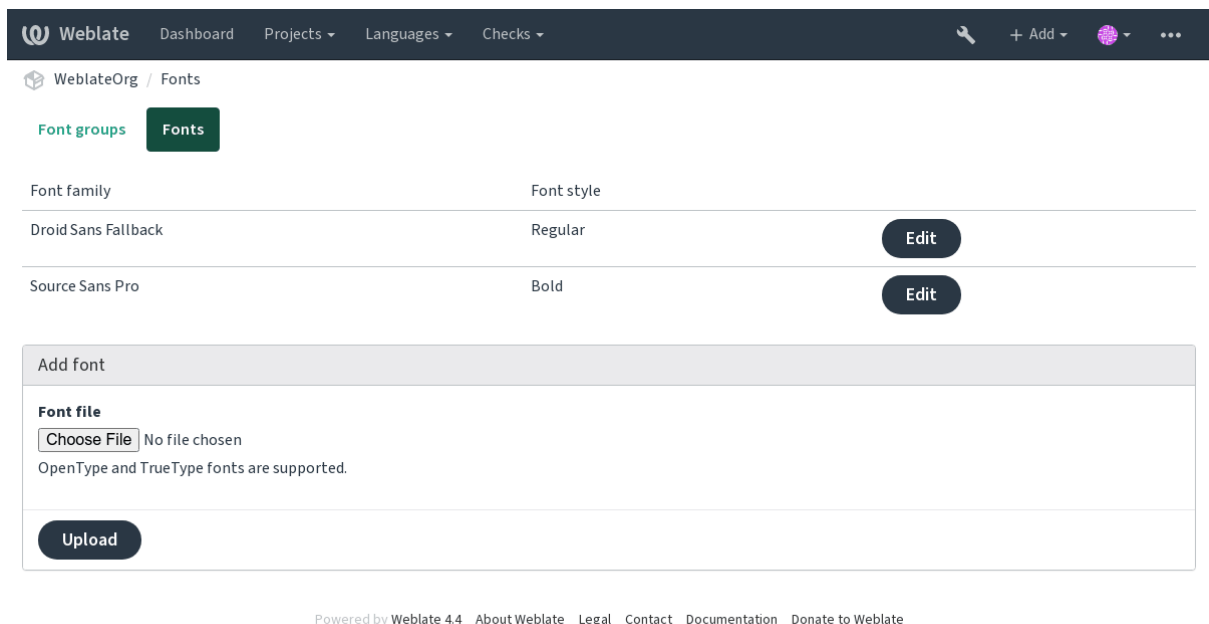 Weblate Dashboard Projects Languages Checks + Add
WeblateOrg / Fonts
Font groups Fonts
Font family Font style
Droid Sans Fallback Regular Edit
Source Sans Pro Bold Edit
Add font
Font file
Choose File No file chosen
OpenType and TrueType fonts are supported.
Upload
Powered by Weblate 4.4 About Weblate Legal Contact Documentation Donate to Weblate